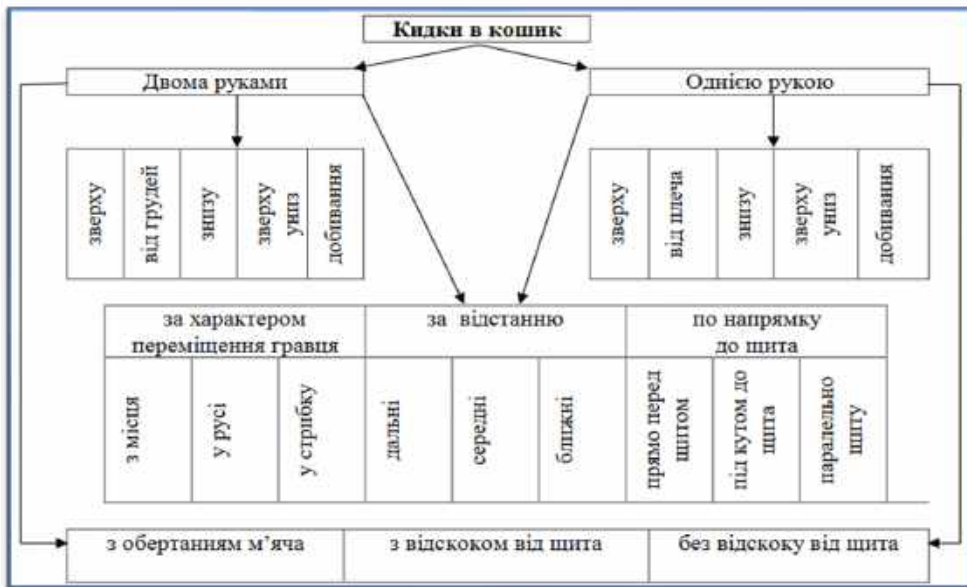 Кидки в кошик
Двома руками
Однією рукою
зверху
від грудей
знизу
зверху
униз
добивання
зверху
від плеча
знизу
зверху
униз
добивання
за характером
переміщення гравця
за відстанню
по напрямку
до щита
з місця
у русі
у стрибку
дальні
середні
ближні
прямо перед
щитом
під кутом до
щита
паралельно
щиту
з обертанням м’яча
з відскоком від щита
без відскоку від щита